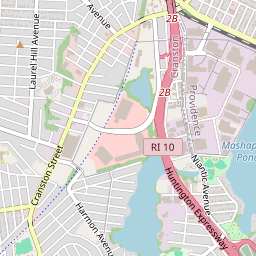 Avenue
2B
Laurel Hill Avenue
Cranston
2B
Providence
RI 10
Mashap
Pond
Niantic Avenue
Cranston Street
Huntington Expressway
Harmon Avenue